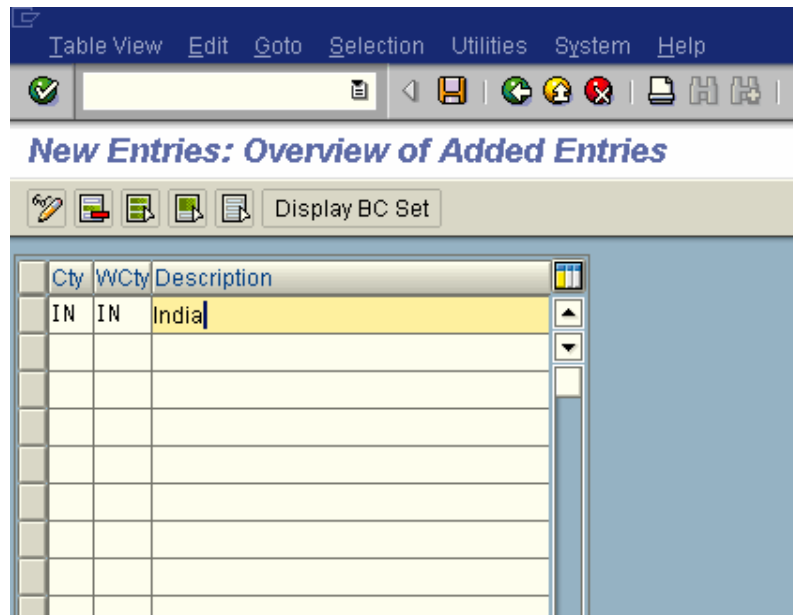 Table View Edit Goto Selection Utilities System Help
New Entries: Overview of Added Entries
Display BC Set
Cty WCty Description
IN IN India